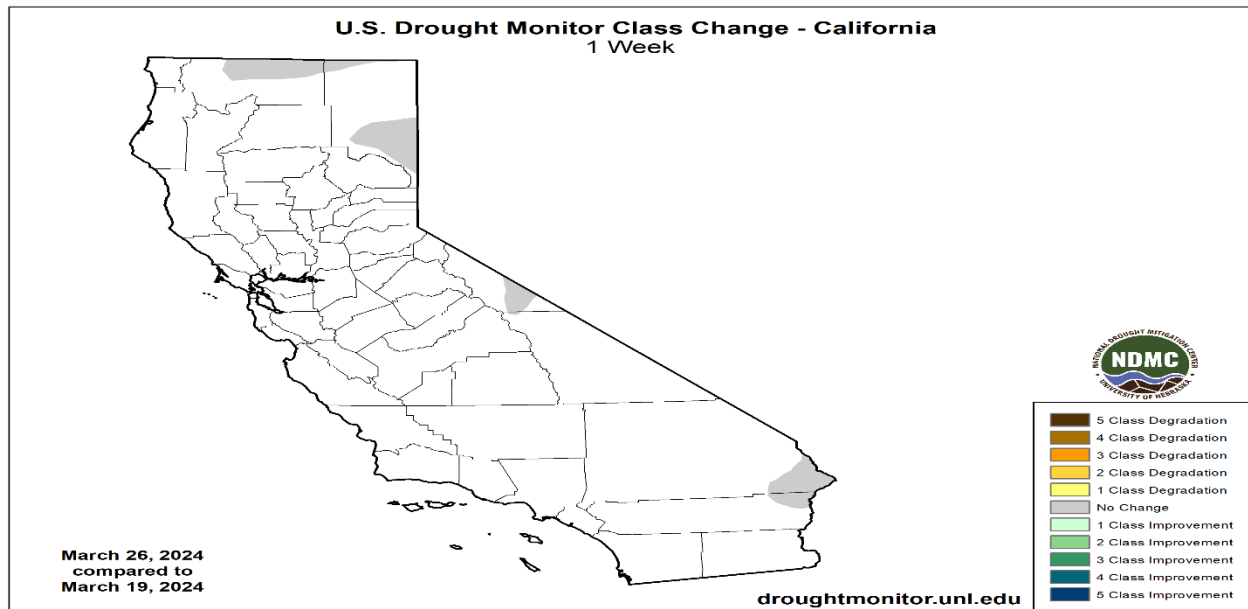 U.S. Drought Monitor Class Change - California
1 Week
NATIONAL DROUGHT MITIGATION CENTER
NDMC
UNIVERSITY OF NEBRASKA
5 Class Degradation
4 Class Degradation
3 Class Degradation
2 Class Degradation
1 Class Degradation
No Change
1 Class Improvement
2 Class Improvement
3 Class Improvement
4 Class Improvement
5 Class Improvement
March 26, 2024
compared to
March 19, 2024
droughtmonitor.unl.edu